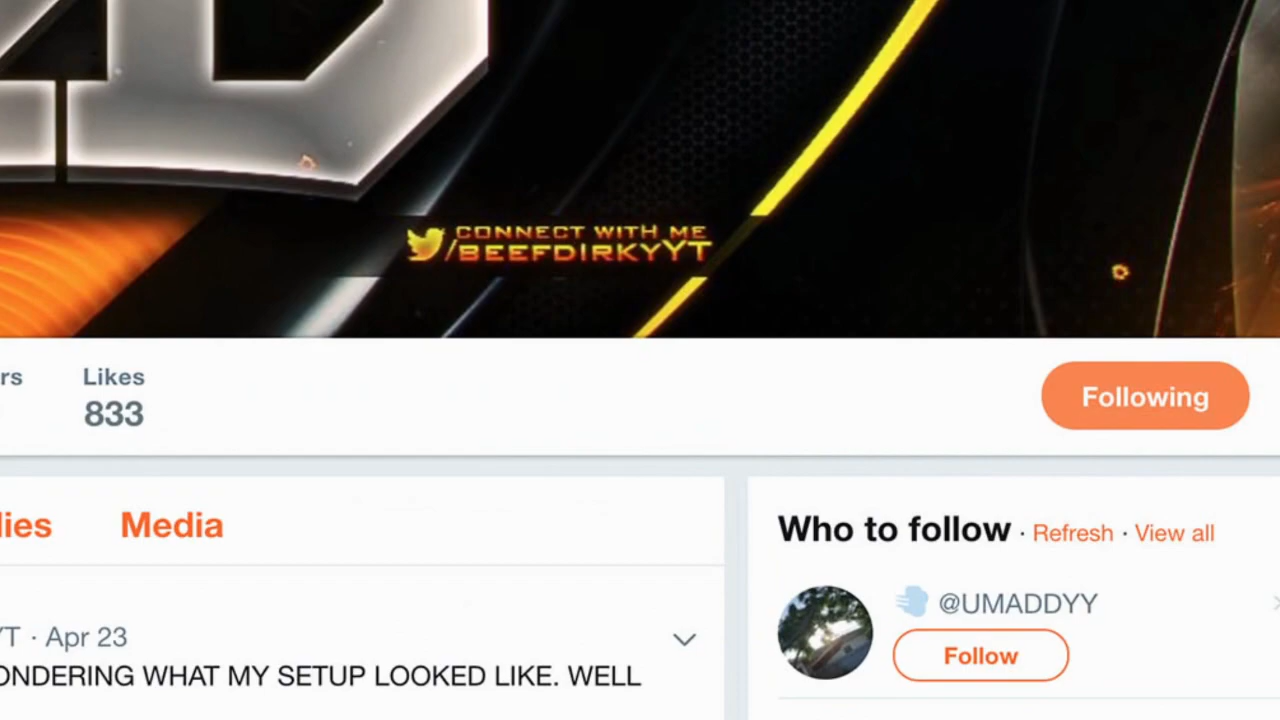 CONNECT WITH ME
/BEEFDIRKYYT
rs
Likes
833
Following
lies
Media
Who to follow · Refresh · View all
@UMADDYY
Follow
YT · Apr 23
ONDERING WHAT MY SETUP LOOKED LIKE. WELL